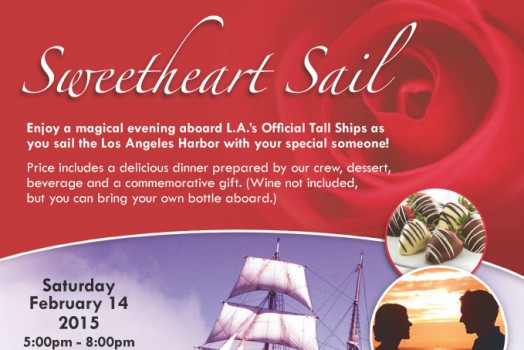 Sweetheart Sail
Enjoy a magical evening aboard L.A.'s Official Tall Ships as
you sail the Los Angeles Harbor with your special someone!
Price includes a delicious dinner prepared by our crew, dessert,
beverage and a commemorative gift. (Wine not included,
but you can bring your own bottle aboard.)
Saturday
February 14
2015
5:00pm - 8:00pm